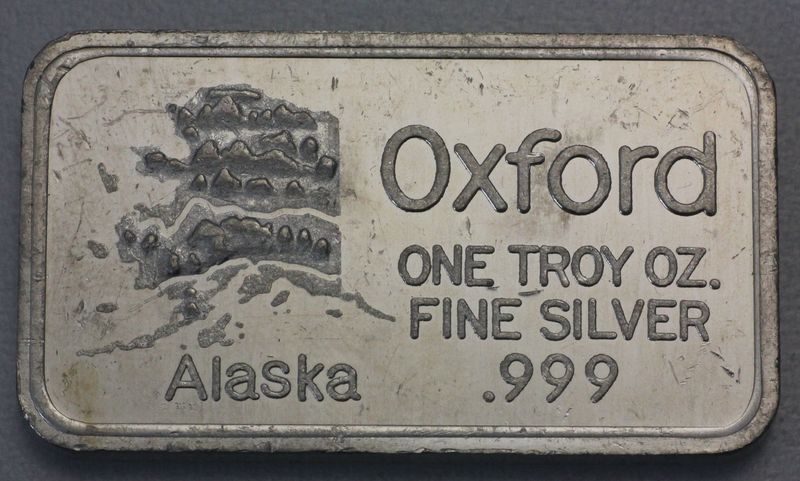 Oxford
ONE TROY OZ.
FINE SILVER
.999
Alaska